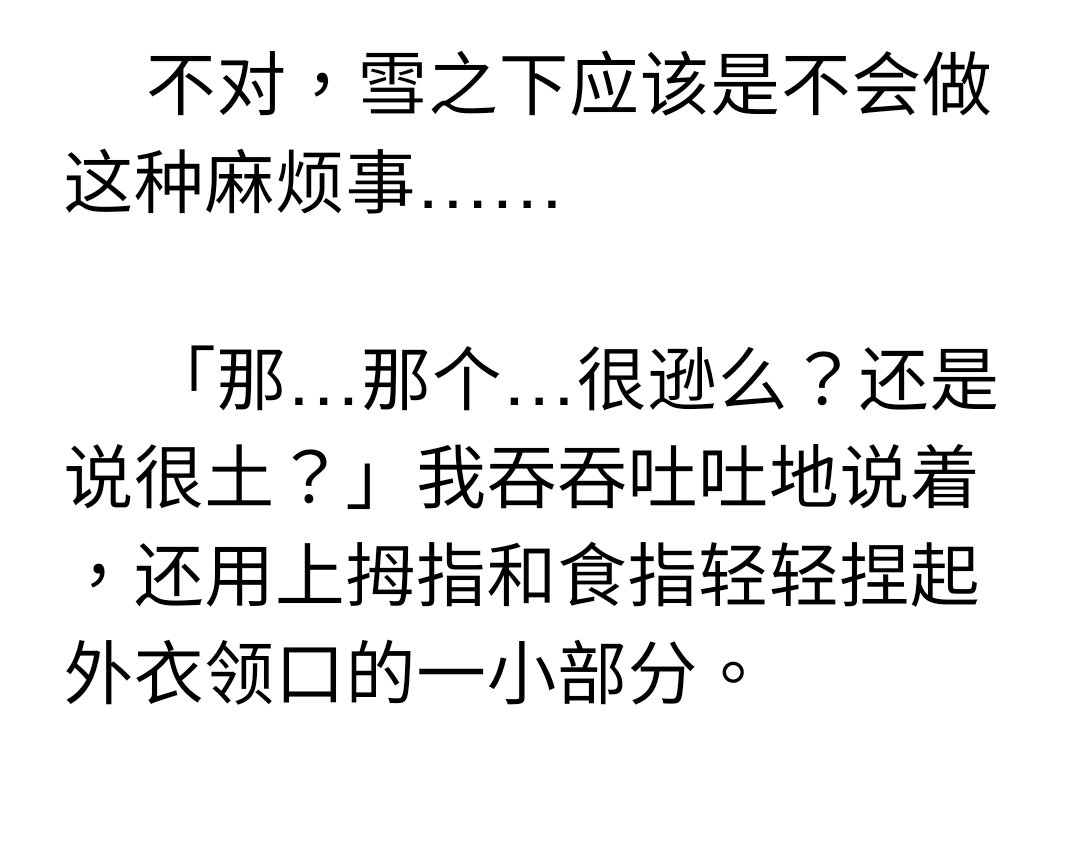 不对，雪之下应该是不会做
这种麻烦事……
「那…那个…很逊么？还是
说很土？」我吞吞吐吐地说着
，还用上拇指和食指轻轻捏起
外衣领口的一小部分。